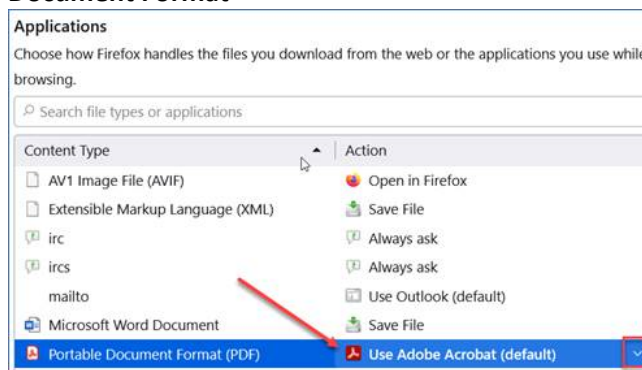 Document Format
Applications
Choose how Firefox handles the files you download from the web or the applications you use while
browsing.
Search file types or applications
Content Type Action
AV1 Image File (AVIF) Open in Firefox
Extensible Markup Language (XML) Save File
irc Always ask
ircs Always ask
mailto Use Outlook (default)
Microsoft Word Document Save File
Portable Document Format (PDF) Use Adobe Acrobat (default)